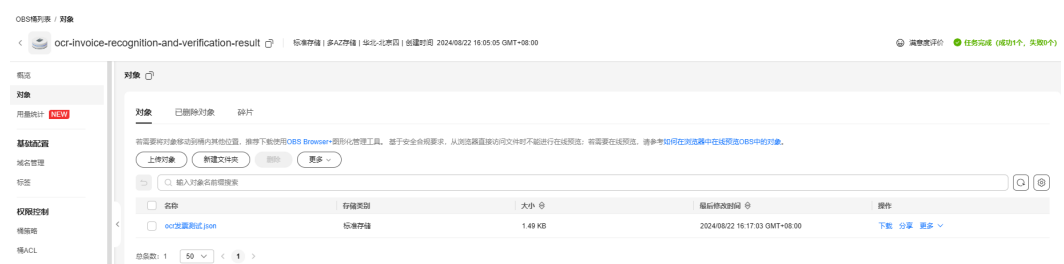 OBS桶列表 / 对象
ocr-invoice-recognition-and-verification-result
标准存储 | 多AZ存储 | 华北-北京四 | 创建时间 2024/08/22 16:05:05 GMT+08:00
满意度评价
任务完成 (成功1个, 失败0个)
概览
对象
用量统计 NEW
基础配置
域名管理
标签
权限控制
桶策略
桶ACL
对象
对象 已删除对象 碎片
若需要将对象移动到桶内其他位置，推荐下载使用OBS Browser+图形化管理工具。 基于安全合规要求，从浏览器直接访问文件时不能进行在线预览；若需要在线预览，请参考如何在浏览器中在线预览OBS中的对象。
上传对象 新建文件夹 删除 更多
输入对象名前缀搜索
名称 存储类别 大小 最后修改时间 操作
ocr发票测试.json 标准存储 1.49 KB 2024/08/22 16:17:03 GMT+08:00 下载 分享 更多
总条数: 1 50 < 1 >